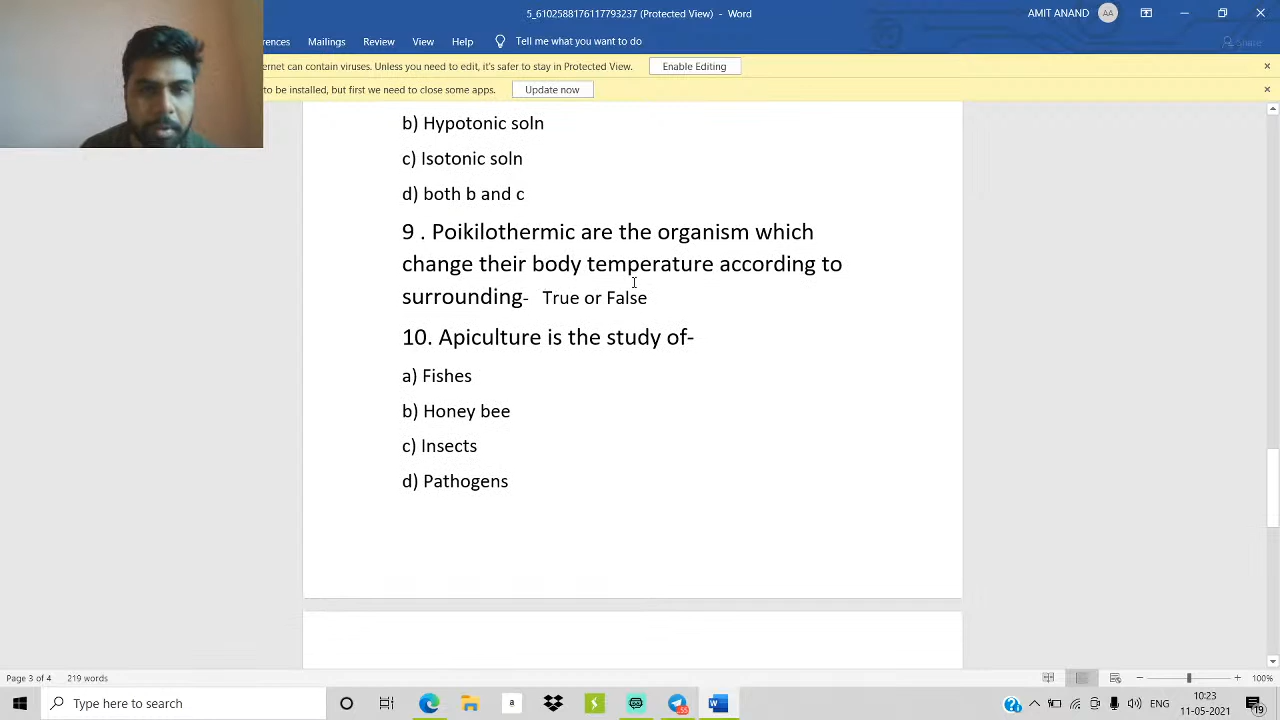 5_6102588176117793237 (Protected View) - Word
AMIT ANAND
AA
ences Mailings Review View Help Tell me what you want to do
Share
ernet can contain viruses. Unless you need to edit, it's safer to stay in Protected View. Enable Editing
to be installed, but first we need to close some apps. Update now
b) Hypotonic soln
c) Isotonic soln
d) both b and c
9 . Poikilothermic are the organism which
change their body temperature according to
surrounding- True or False
10. Apiculture is the study of-
a) Fishes
b) Honey bee
c) Insects
d) Pathogens
Page 3 of 4 219 words
100%
Type here to search
a
55
W
ENG
10:23
11-05-2021
19